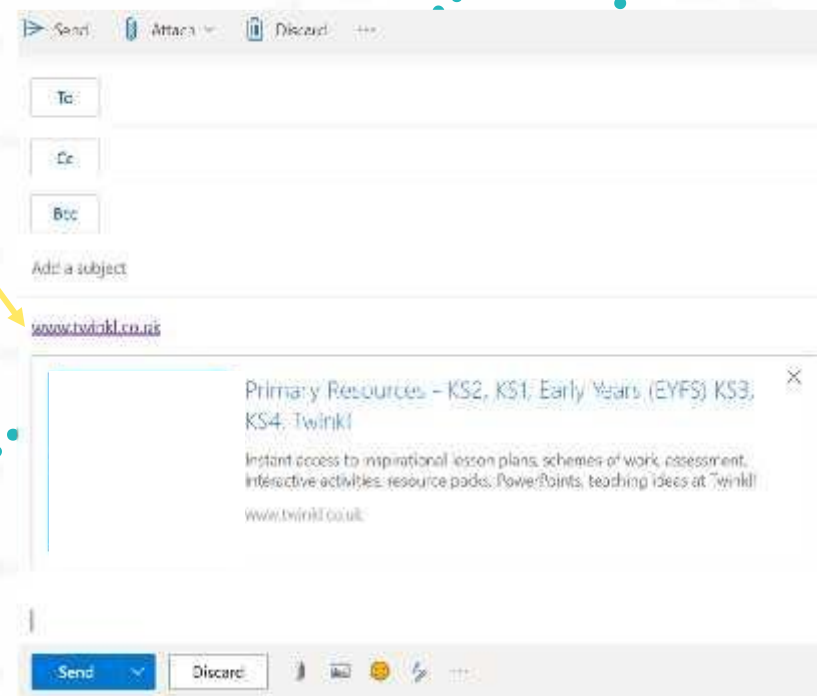 Send Attach Discard ...
To
Cc
Bcc
Add a subject
www.twinkl.co.uk
Primary Resources - KS2, KS1, Early Years (EYFS) KS3,
KS4, Twinkl
Instant access to inspirational lesson plans, schemes of work, assessment,
interactive activities, resource packs, PowerPoints, teaching ideas at Twinkl!
www.twinkl.co.uk
Send Discard ...